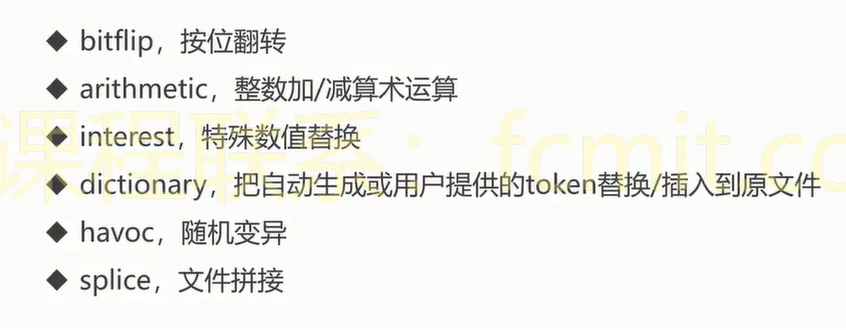 ◆ bitflip，按位翻转
◆ arithmetic，整数加/减算术运算
◆ interest，特殊数值替换
◆ dictionary，把自动生成或用户提供的token替换/插入到原文件
◆ havoc，随机变异
◆ splice，文件拼接
课程联系：fcmit.cc